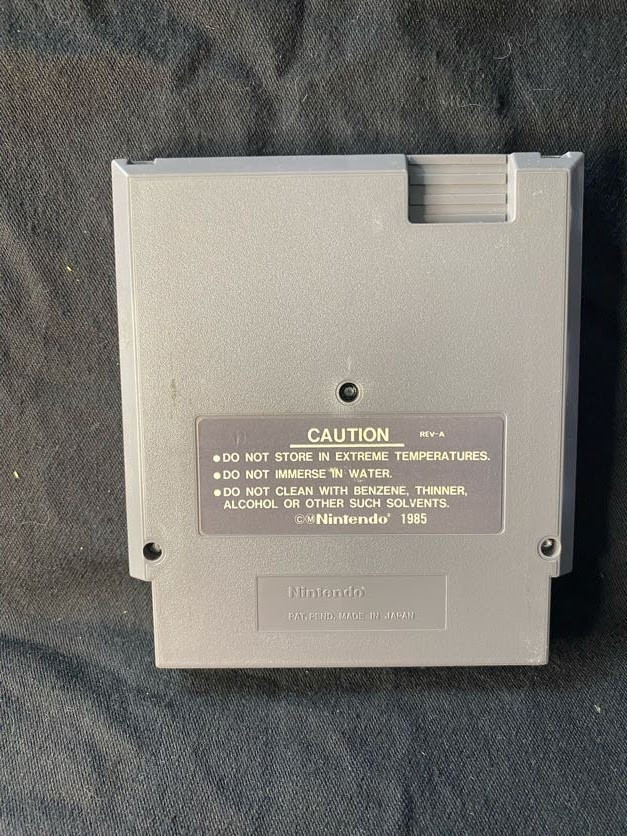 CAUTION REV-A
●DO NOT STORE IN EXTREME TEMPERATURES.
●DO NOT IMMERSE IN WATER.
●DO NOT CLEAN WITH BENZENE, THINNER,
ALCOHOL OR OTHER SUCH SOLVENTS.
ⒸⓂNintendo® 1985
Nintendo®
PAT. PEND. MADE IN JAPAN